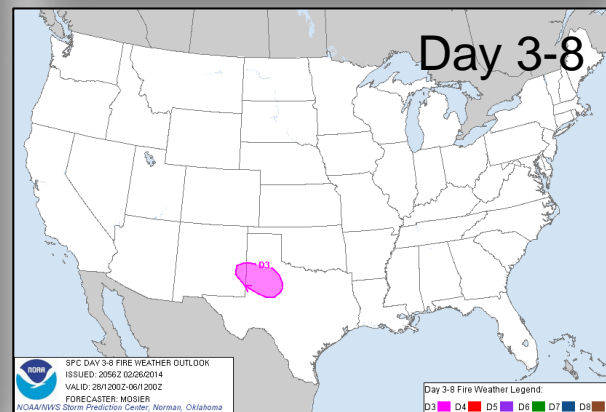 Day 3-8
D3
NOAA
SPC DAY 3-8 FIRE WEATHER OUTLOOK
ISSUED: 2056Z 02/26/2014
VALID: 28/1200Z-06/1200Z
FORECASTER: MOSIER
NOAA/NWS Storm Prediction Center, Norman, Oklahoma
Day 3-8 Fire Weather Legend:
D3 D4 D5 D6 D7 D8